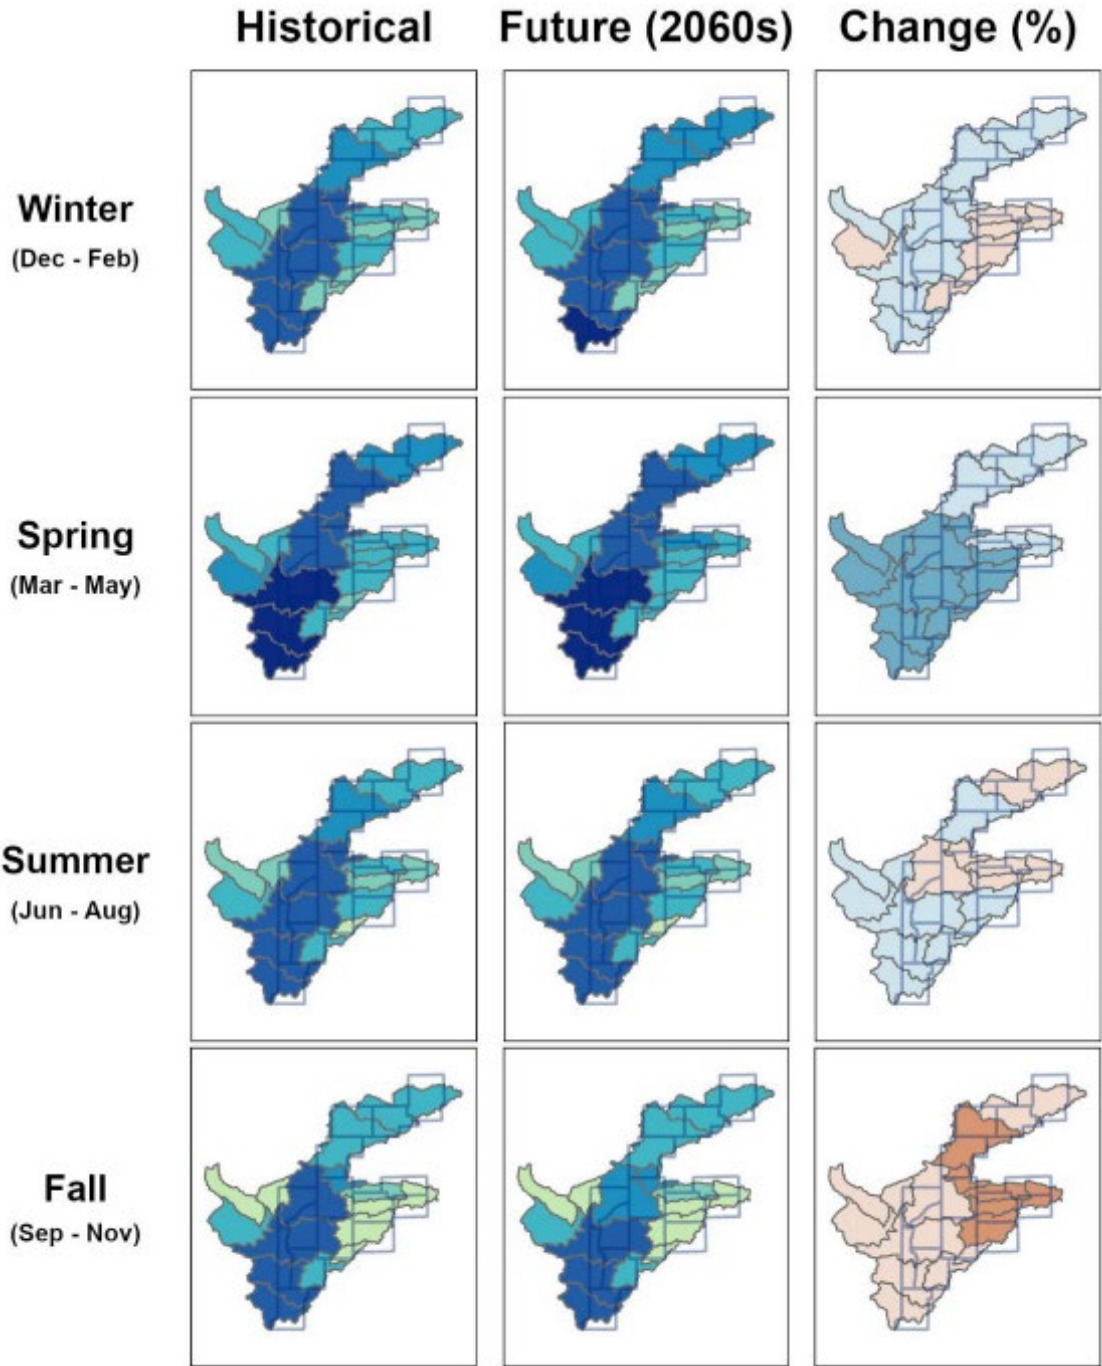 Historical Future (2060s) Change (%)
Winter
(Dec - Feb)
Spring
(Mar - May)
Summer
(Jun - Aug)
Fall
(Sep - Nov)